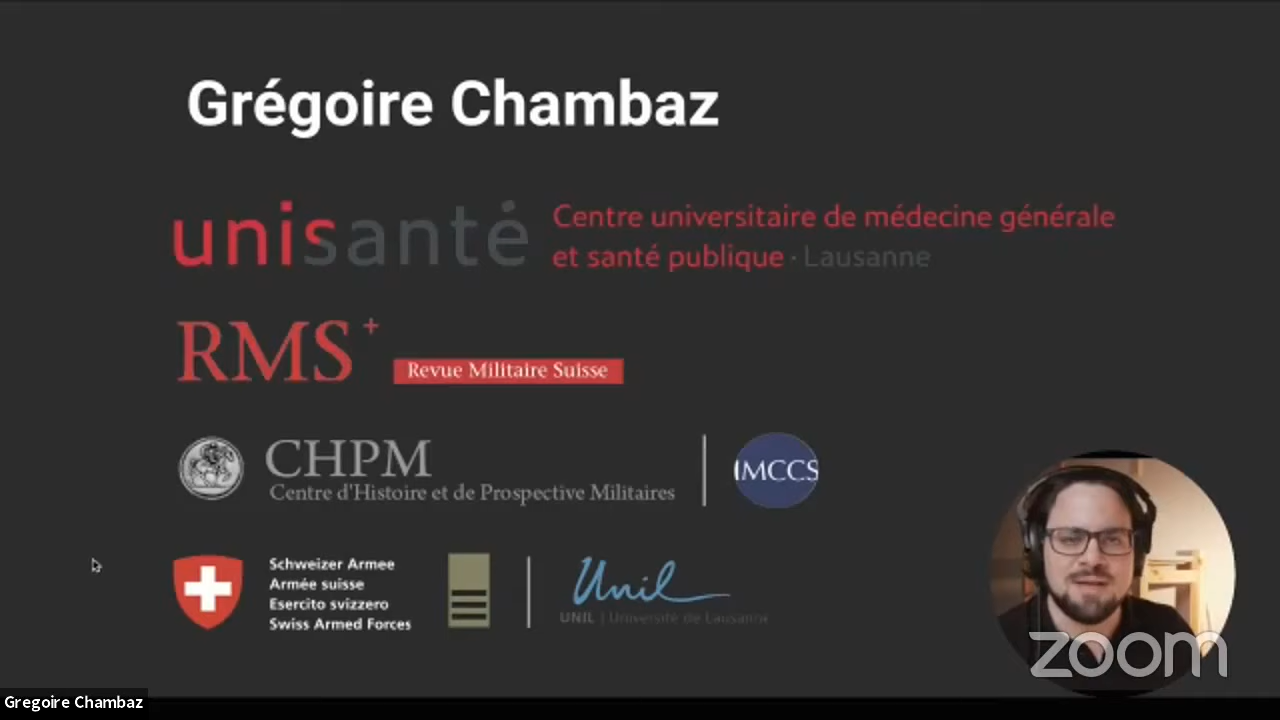 Grégoire Chambaz
unisanté
Centre universitaire de médecine générale
et santé publique · Lausanne
RMS+
Revue Militaire Suisse
CHPM
Centre d'Histoire et de Prospective Militaires
IMCCS
Schweizer Armee
Armée suisse
Esercito svizzero
Swiss Armed Forces
Unil
UNIL | Université de Lausanne
zoom
Gregoire Chambaz